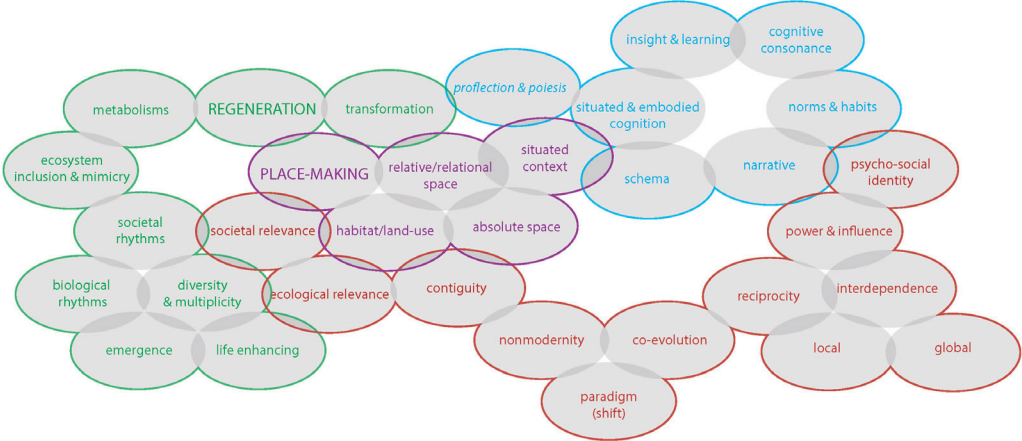 insight & learning
cognitive
consonance
proflection & poiesis
metabolisms
REGENERATION
transformation
situated & embodied
cognition
norms & habits
ecosystem
inclusion & mimicry
PLACE-MAKING
relative/relational
space
situated
context
schema
narrative
psycho-social
identity
societal
rhythms
societal relevance
habitat/land-use
absolute space
power & influence
biological
rhythms
diversity
& multiplicity
ecological relevance
contiguity
reciprocity
interdependence
emergence
life enhancing
nonmodernity
co-evolution
local
global
paradigm
(shift)